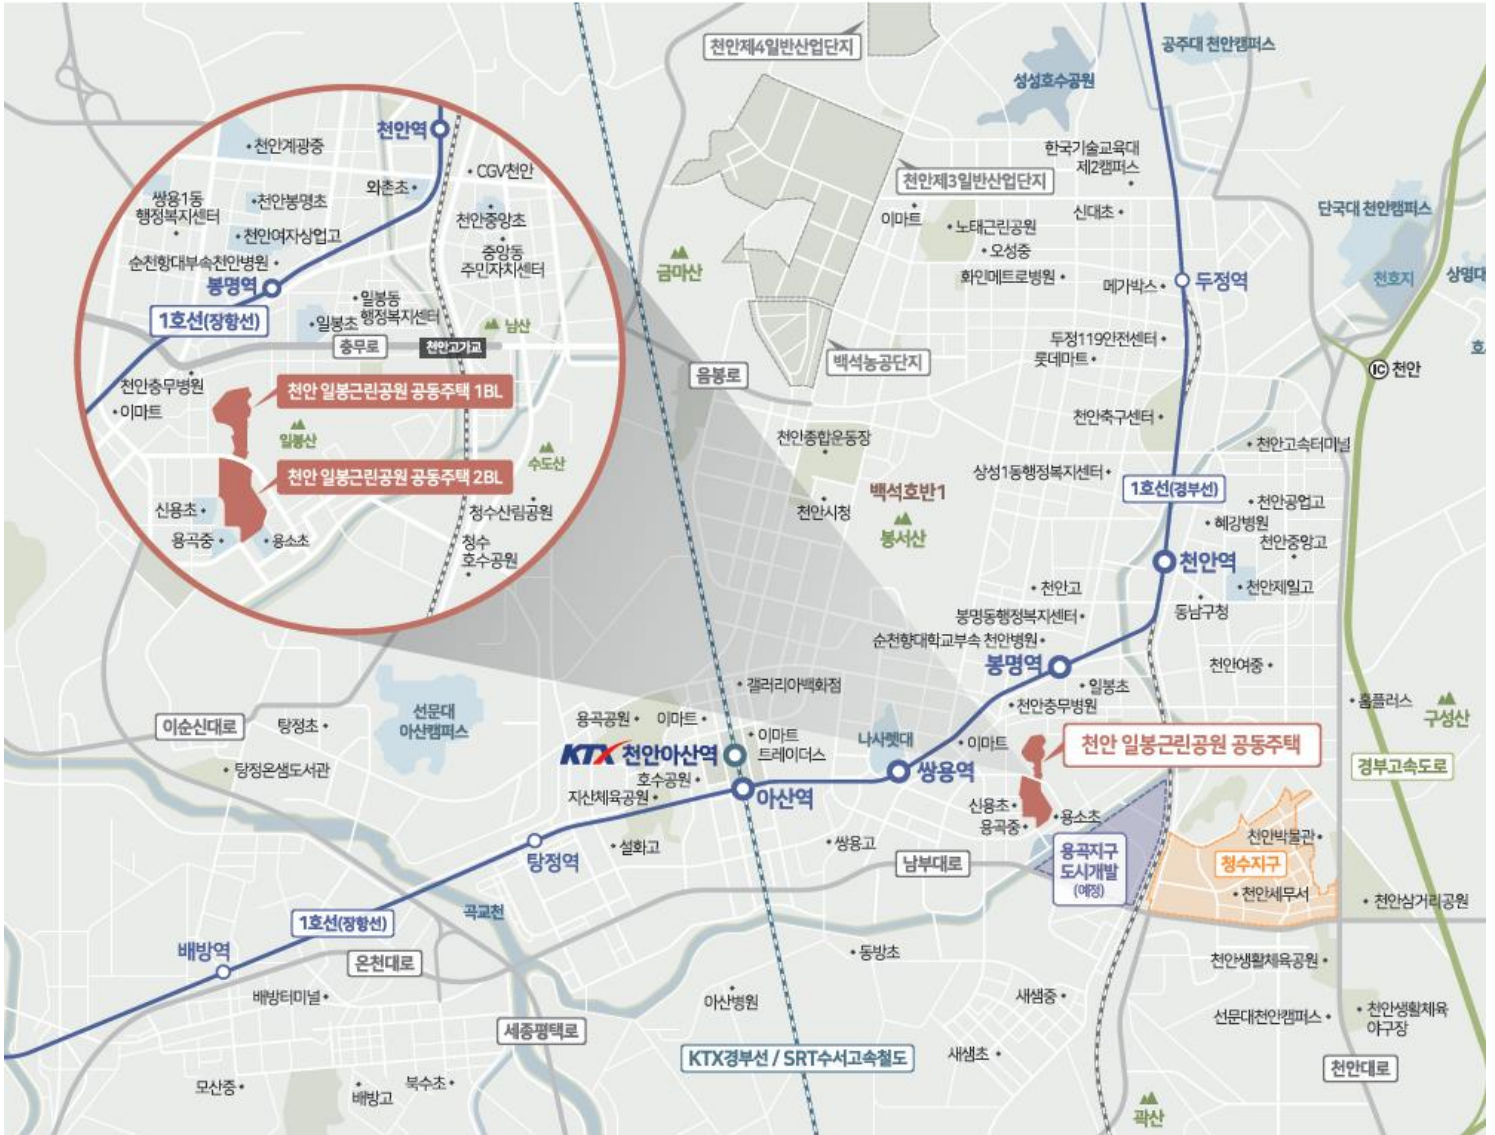 천안제4일반산업단지
공주대 천안캠퍼스
성성호수공원
한국기술교육대
제2캠퍼스
천안제3일반산업단지
이마트
노태근린공원
신대초
오성중
단국대 천안캠퍼스
화인메트로병원
메가박스
두정역
천호지
상명대
금마산
두정119안전센터
롯데마트
호
백석농공단지
음봉로
IC 천안
천안축구센터
천안종합운동장
천안고속터미널
상성1동행정복지센터
1호선(경부선)
백석호반1
천안시청
봉서산
천안공업고
혜강병원
천안중앙고
천안역
천안제일고
천안고
동남구청
봉명동행정복지센터
순천향대학교부속 천안병원
봉명역
천안여중
일봉초
천안충무병원
홈플러스
구성산
천안역
천안계광중
CGV천안
와촌초
쌍용1동
행정복지센터
천안봉명초
천안중앙초
천안여자상업고
중앙동
주민자치센터
순천향대부속천안병원
봉명역
1호선(장항선)
일봉동
행정복지센터
일봉초
남산
충무로
천안고가교
천안충무병원
이마트
천안 일봉근린공원 공동주택 1BL
일봉산
천안 일봉근린공원 공동주택 2BL
수도산
신용초
청수산림공원
용곡중
용소초
청수
호수공원
갤러리아백화점
이순신대로
탕정초
선문대
아산캠퍼스
용곡공원
이마트
이마트
트레이더스
나사렛대
이마트
천안 일봉근린공원 공동주택
KTX 천안아산역
탕정온샘도서관
호수공원
지산체육공원
아산역
쌍용역
경부고속도로
신용초
용곡중
용소초
천안박물관
탕정역
설화고
쌍용고
남부대로
용곡지구
도시개발
(예정)
청수지구
천안세무서
천안삼거리공원
1호선(장항선)
곡교천
배방역
온천대로
동방초
천안생활체육공원
배방터미널
아산병원
새샘중
선문대천안캠퍼스
천안생활체육
야구장
세종평택로
KTX경부선 / SRT수서고속철도
새샘초
천안대로
모산중
배방고
북수초
곽산